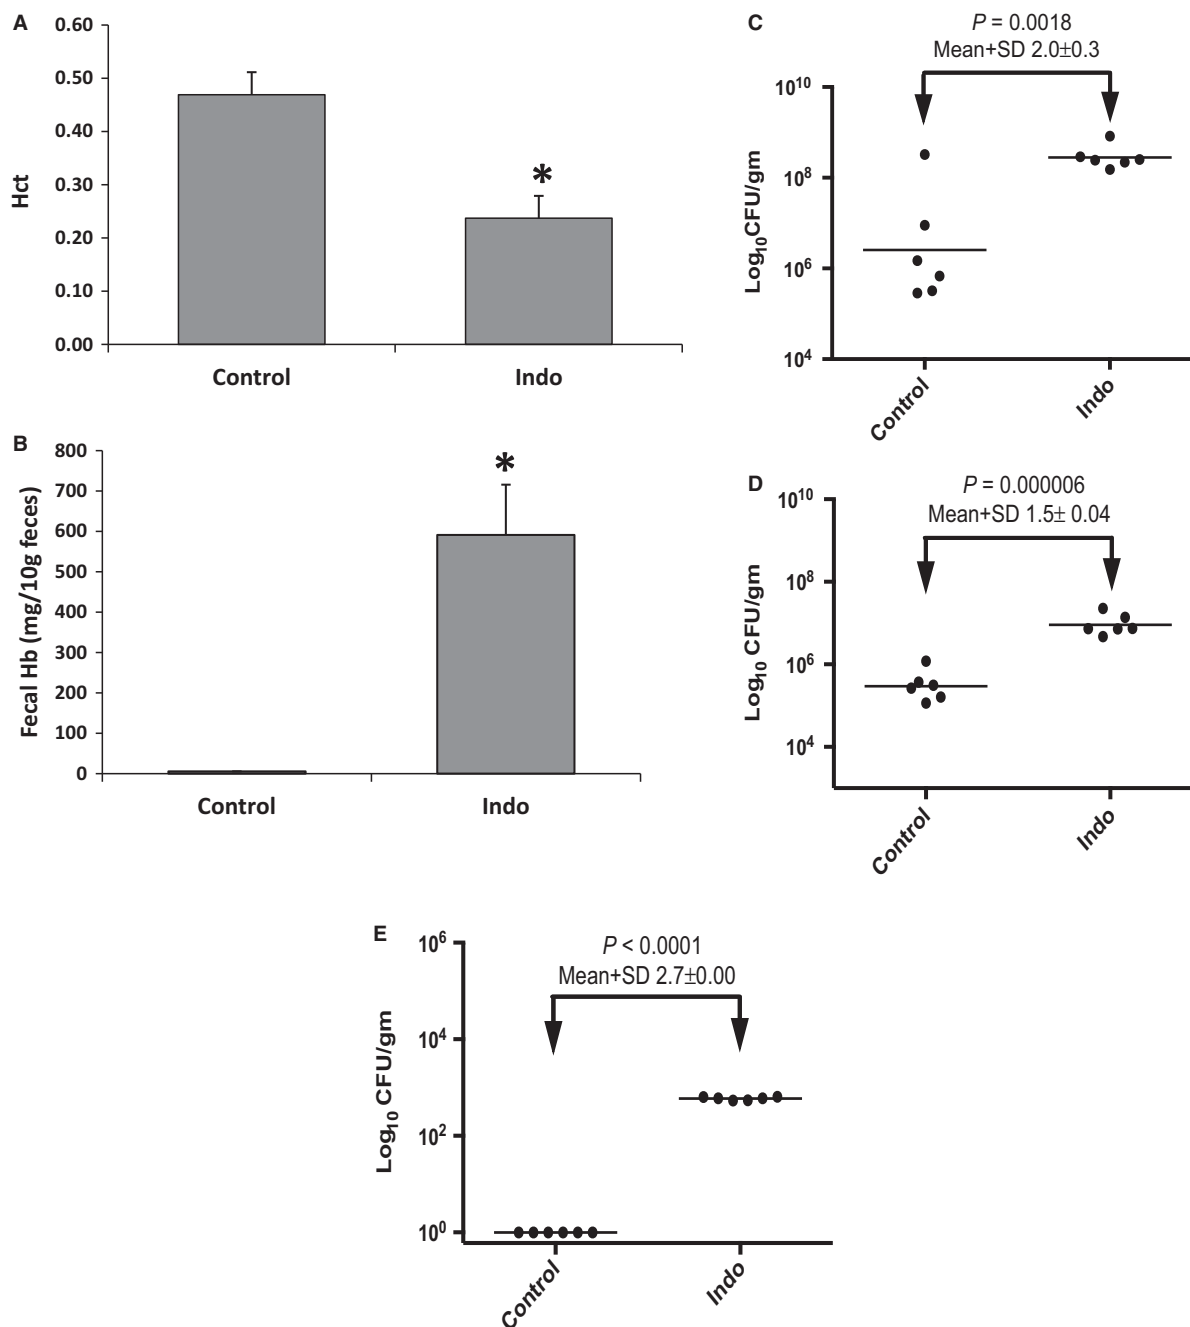 A
0.60
0.50
0.40
0.30
0.20
0.10
0.00
Hct
*
Control
Indo
B
800
700
600
500
400
300
200
100
0
Fecal Hb (mg/10g feces)
*
Control
Indo
C
P = 0.0018
Mean+SD 2.0±0.3
10¹⁰
10⁸
10⁶
10⁴
Log₁₀CFU/gm
Control
Indo
D
P = 0.000006
Mean+SD 1.5± 0.04
10¹⁰
10⁸
10⁶
10⁴
Log₁₀ CFU/gm
Control
Indo
E
P < 0.0001
Mean+SD 2.7±0.00
10⁶
10⁴
10²
10⁰
Log₁₀ CFU/gm
Control
Indo